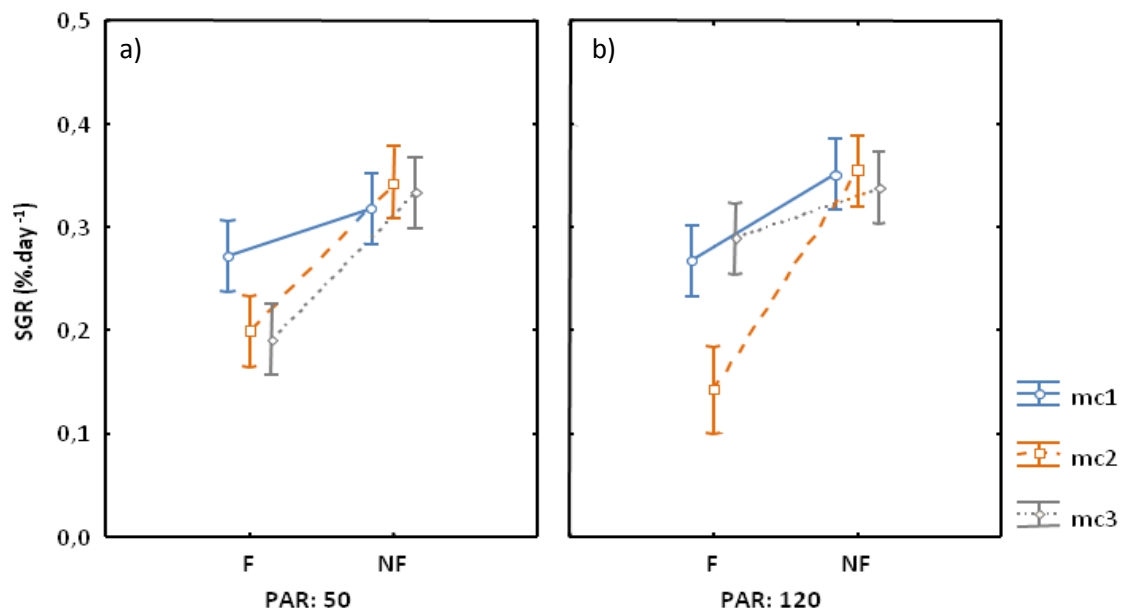 a)
b)
SGR (%.day⁻¹)
0,5
0,4
0,3
0,2
0,1
0,0
F NF
F NF
PAR: 50
PAR: 120
mc1
mc2
mc3